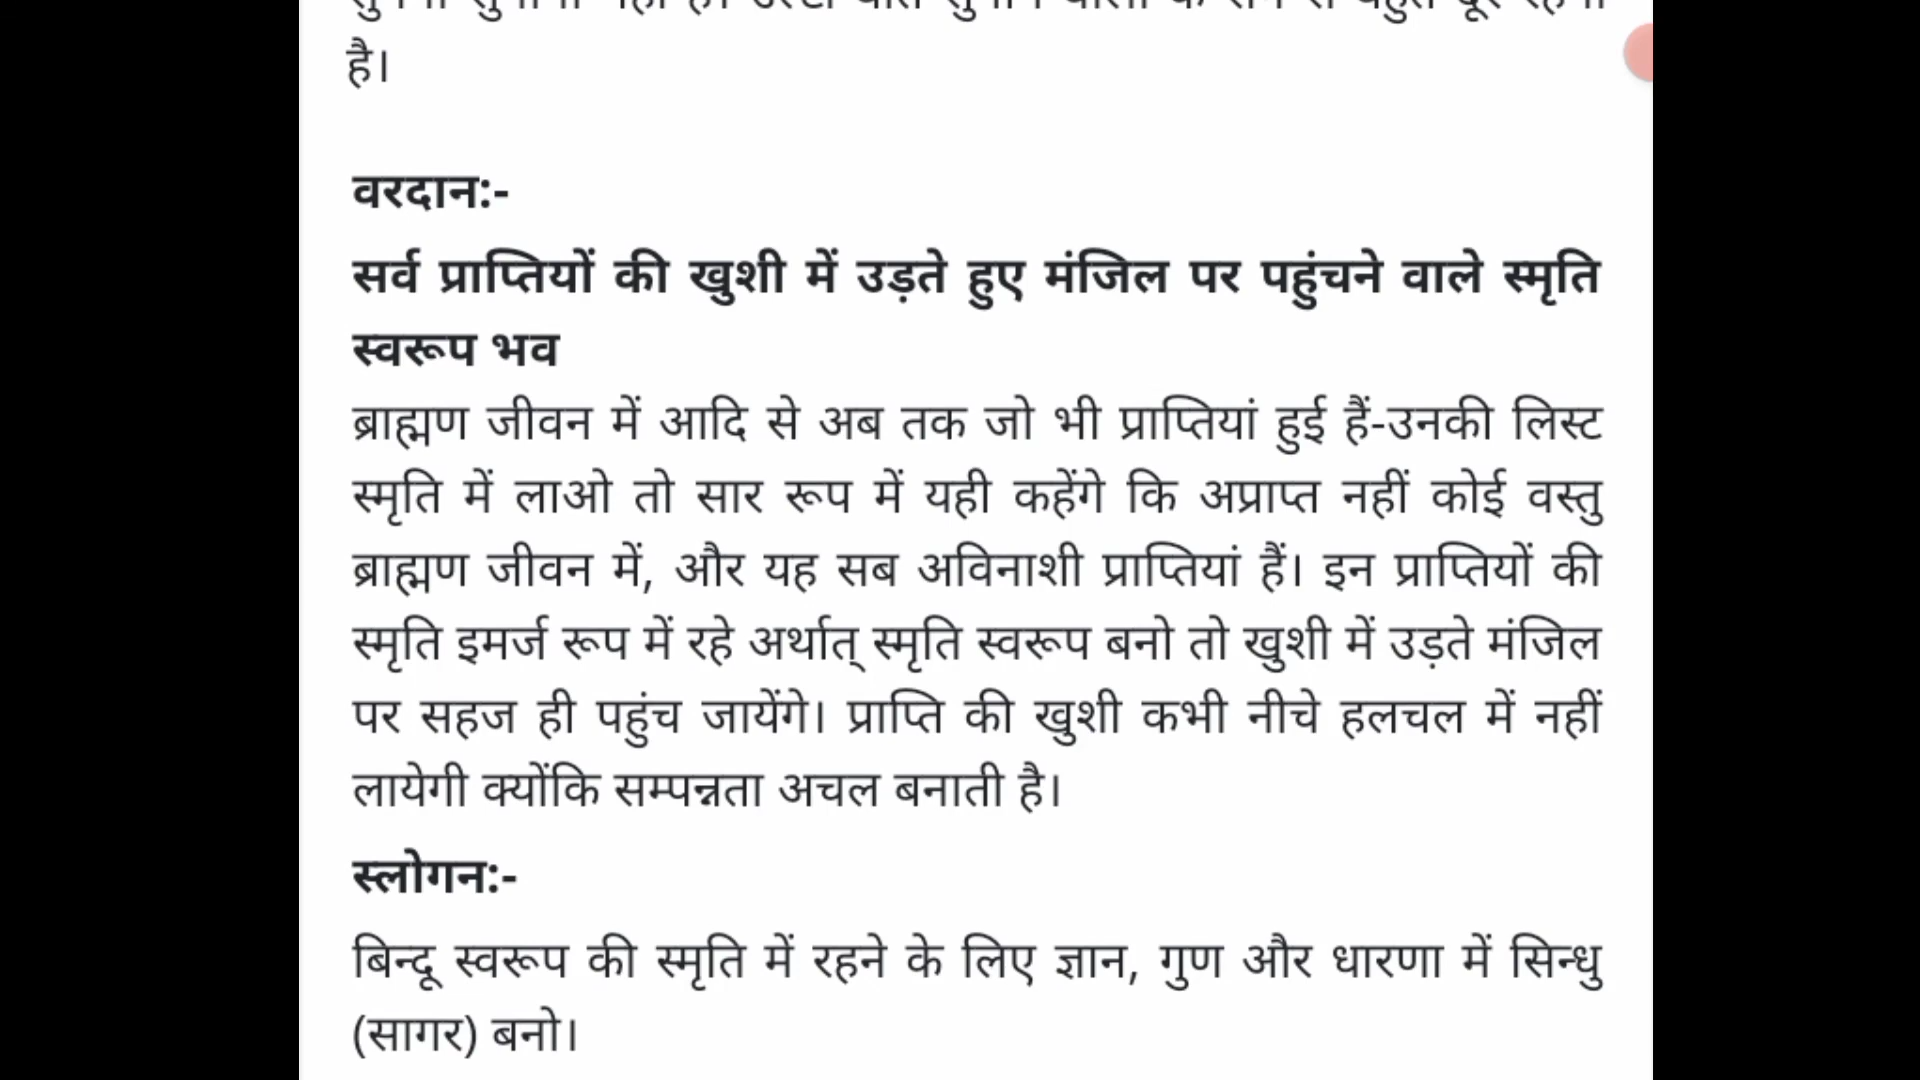 है।
वरदान:-
सर्व प्राप्तियों की खुशी में उड़ते हुए मंजिल पर पहुंचने वाले स्मृति
स्वरूप भव
ब्राह्मण जीवन में आदि से अब तक जो भी प्राप्तियां हुई हैं-उनकी लिस्ट
स्मृति में लाओ तो सार रूप में यही कहेंगे कि अप्राप्त नहीं कोई वस्तु
ब्राह्मण जीवन में, और यह सब अविनाशी प्राप्तियां हैं। इन प्राप्तियों की
स्मृति इमर्ज रूप में रहे अर्थात् स्मृति स्वरूप बनो तो खुशी में उड़ते मंजिल
पर सहज ही पहुंच जायेंगे। प्राप्ति की खुशी कभी नीचे हलचल में नहीं
लायेगी क्योंकि सम्पन्नता अचल बनाती है।
स्लोगन:-
बिन्दू स्वरूप की स्मृति में रहने के लिए ज्ञान, गुण और धारणा में सिन्धु
(सागर) बनो।